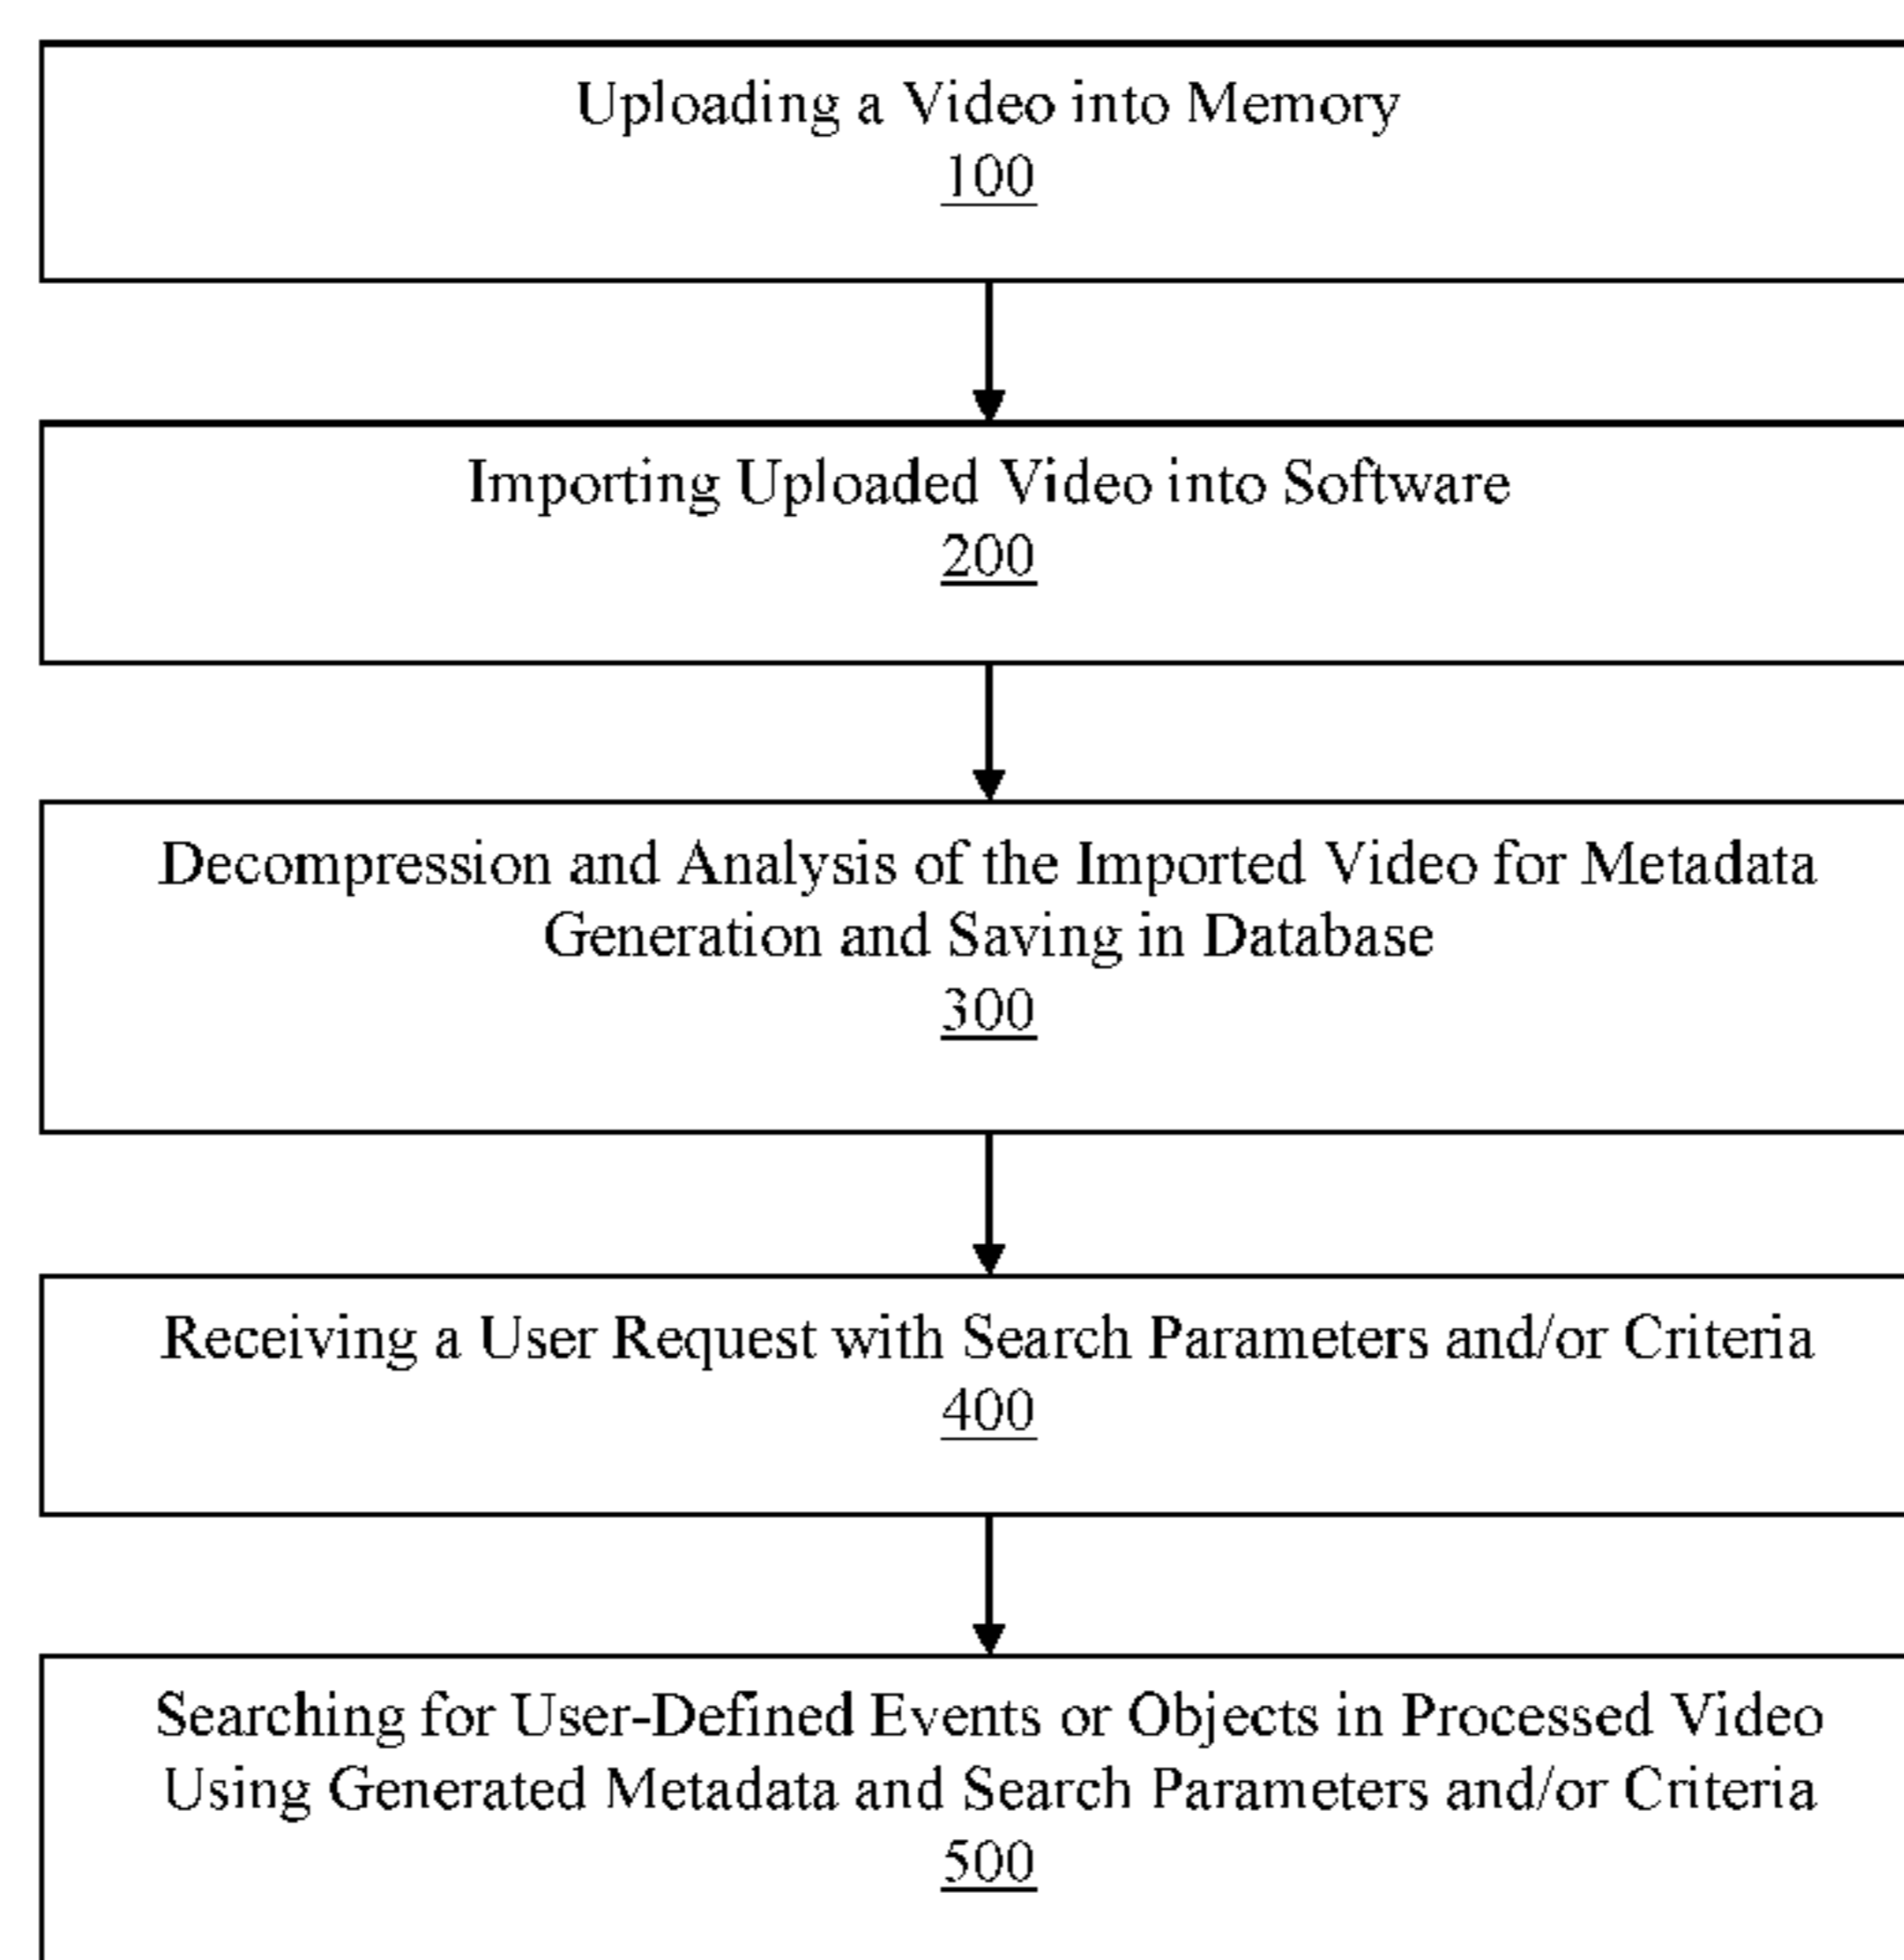 Uploading a Video into Memory
100
Importing Uploaded Video into Software
200
Decompression and Analysis of the Imported Video for Metadata
Generation and Saving in Database
300
Receiving a User Request with Search Parameters and/or Criteria
400
Searching for User-Defined Events or Objects in Processed Video
Using Generated Metadata and Search Parameters and/or Criteria
500